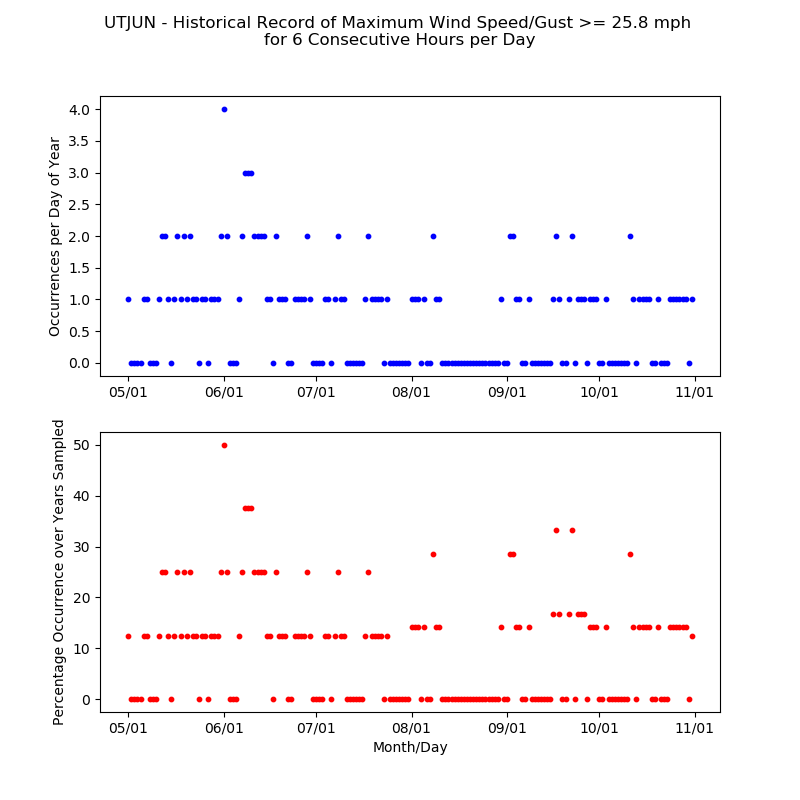 UTJUN - Historical Record of Maximum Wind Speed/Gust >= 25.8 mph
for 6 Consecutive Hours per Day
Occurrences per Day of Year
4.0
3.5
3.0
2.5
2.0
1.5
1.0
0.5
0.0
05/01 06/01 07/01 08/01 09/01 10/01 11/01
Percentage Occurrence over Years Sampled
50
40
30
20
10
0
05/01 06/01 07/01 08/01 09/01 10/01 11/01
Month/Day